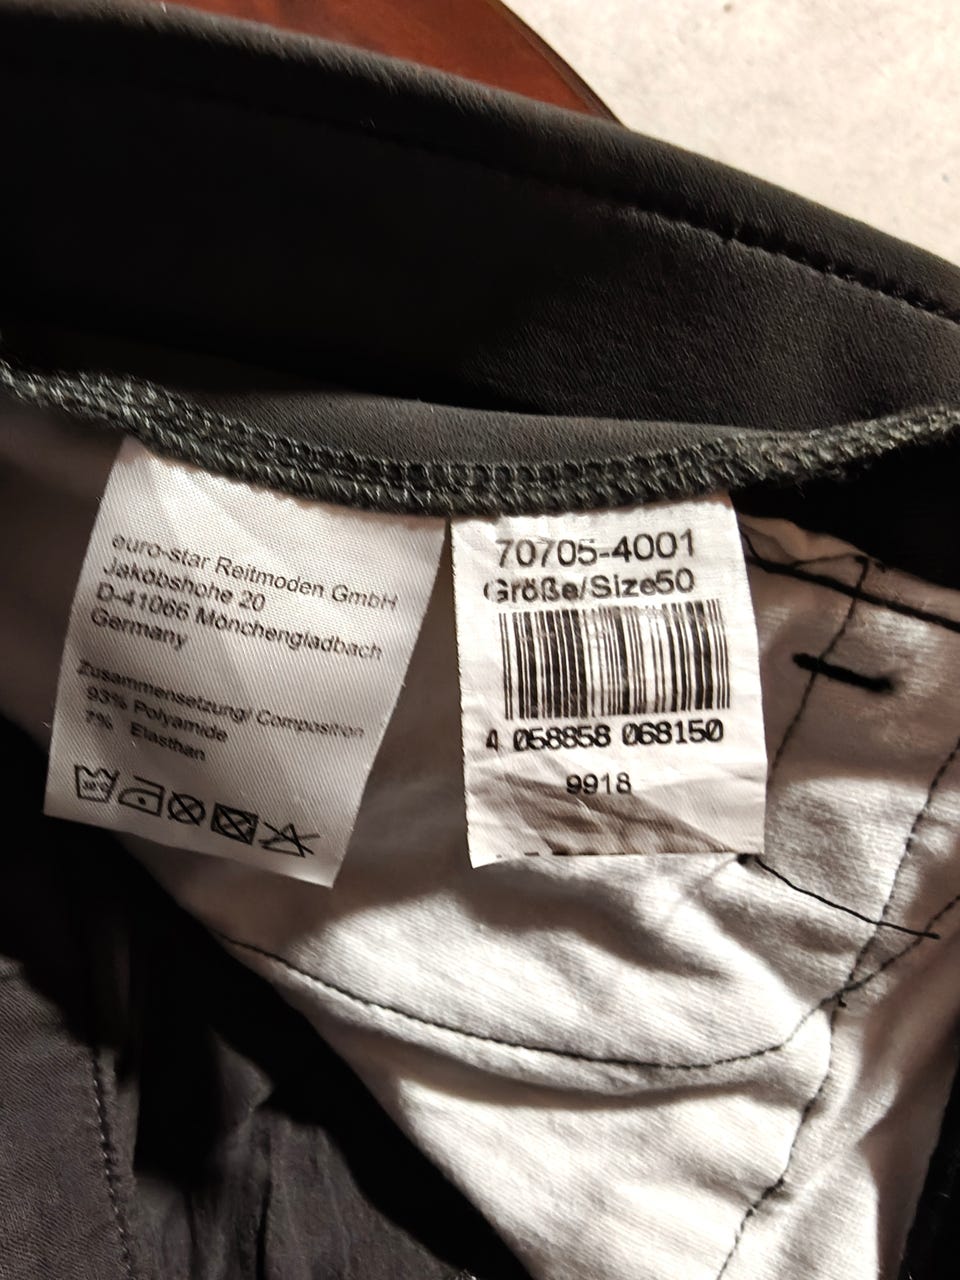 euro-star Reitmoden GmbH
Jakobshohe 20
D-41066 Mönchengladbach
Germany
Zusammensetzung/ Composition
93% Polyamide
7% Elasthan
70705-4001
Größe/Size50
4 058858 068150
9918